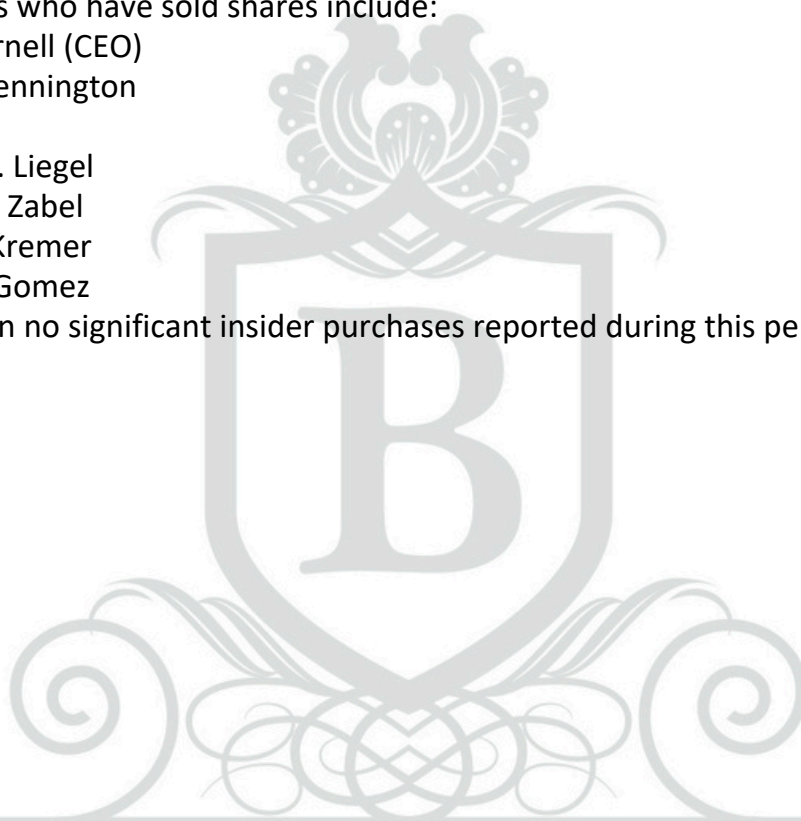 s who have sold shares include:
rnell (CEO)
ennington
. Liegel
Zabel
Kremer
Gomez
n no significant insider purchases reported during this pe
B